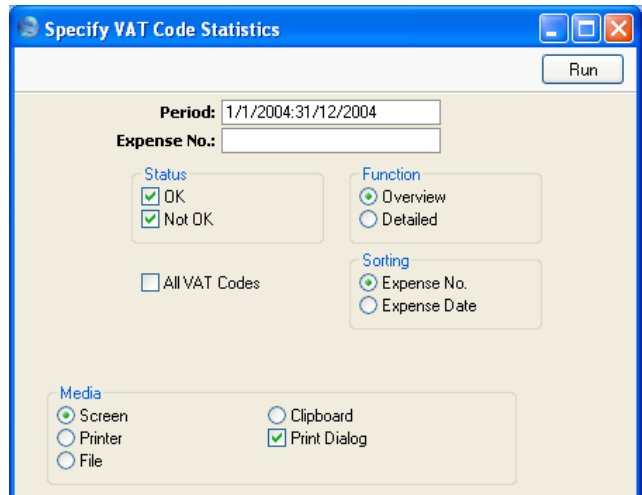 Specify VAT Code Statistics
Run
Period: 1/1/2004:31/12/2004
Expense No.:
Status
OK
Not OK
Function
Overview
Detailed
All VAT Codes
Sorting
Expense No.
Expense Date
Media
Screen
Printer
File
Clipboard
Print Dialog